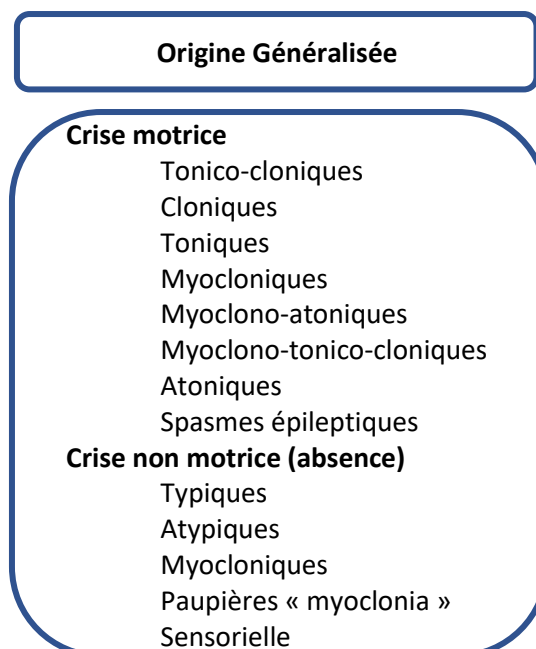 Origine Généralisée
Crise motrice
Tonico-cloniques
Cloniques
Toniques
Myocloniques
Myoclono-atoniques
Myoclono-tonico-cloniques
Atoniques
Spasmes épileptiques
Crise non motrice (absence)
Typiques
Atypiques
Myocloniques
Paupières « myoclonia »
Sensorielle